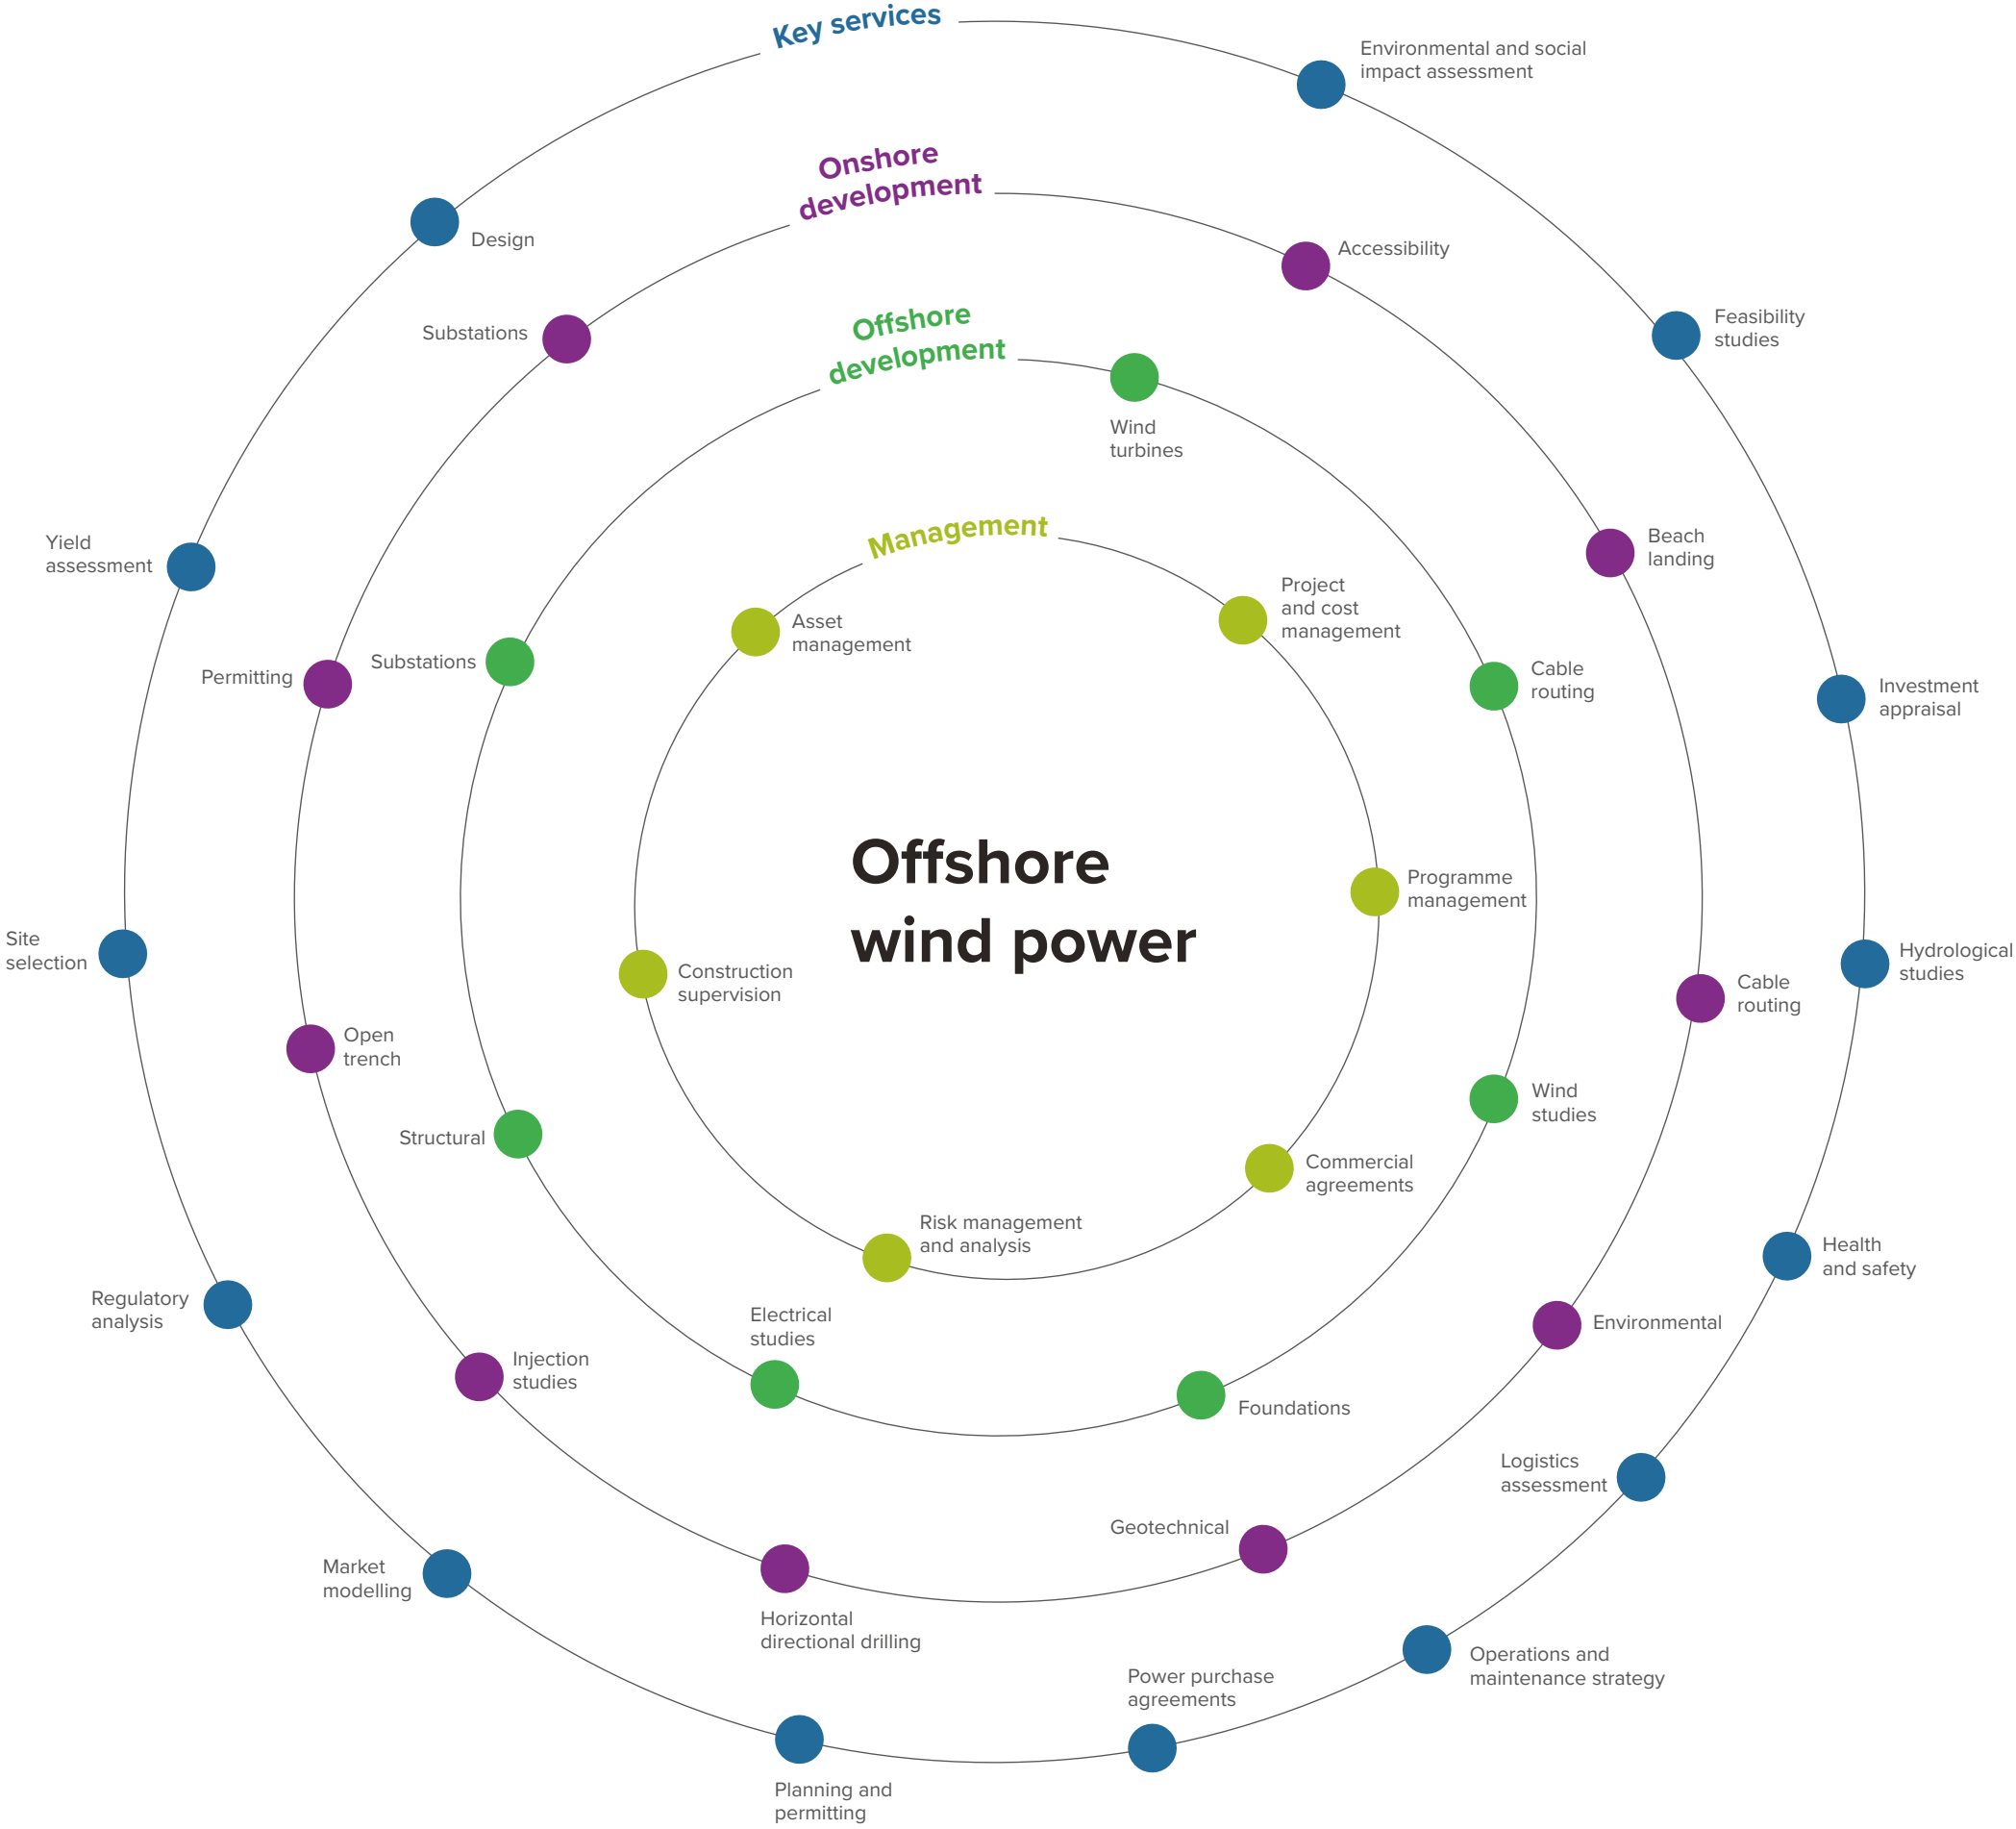 Key services
Environmental and social
impact assessment
Feasibility
studies
Investment
appraisal
Hydrological
studies
Health
and safety
Logistics
assessment
Operations and
maintenance strategy
Power purchase
agreements
Planning and
permitting
Market
modelling
Regulatory
analysis
Site
selection
Yield
assessment
Design
Onshore
development
Accessibility
Beach
landing
Cable
routing
Environmental
Geotechnical
Horizontal
directional drilling
Injection
studies
Open
trench
Permitting
Substations
Offshore
development
Wind
turbines
Cable
routing
Wind
studies
Foundations
Electrical
studies
Structural
Substations
Management
Project
and cost
management
Programme
management
Commercial
agreements
Risk management
and analysis
Construction
supervision
Asset
management
Offshore
wind power